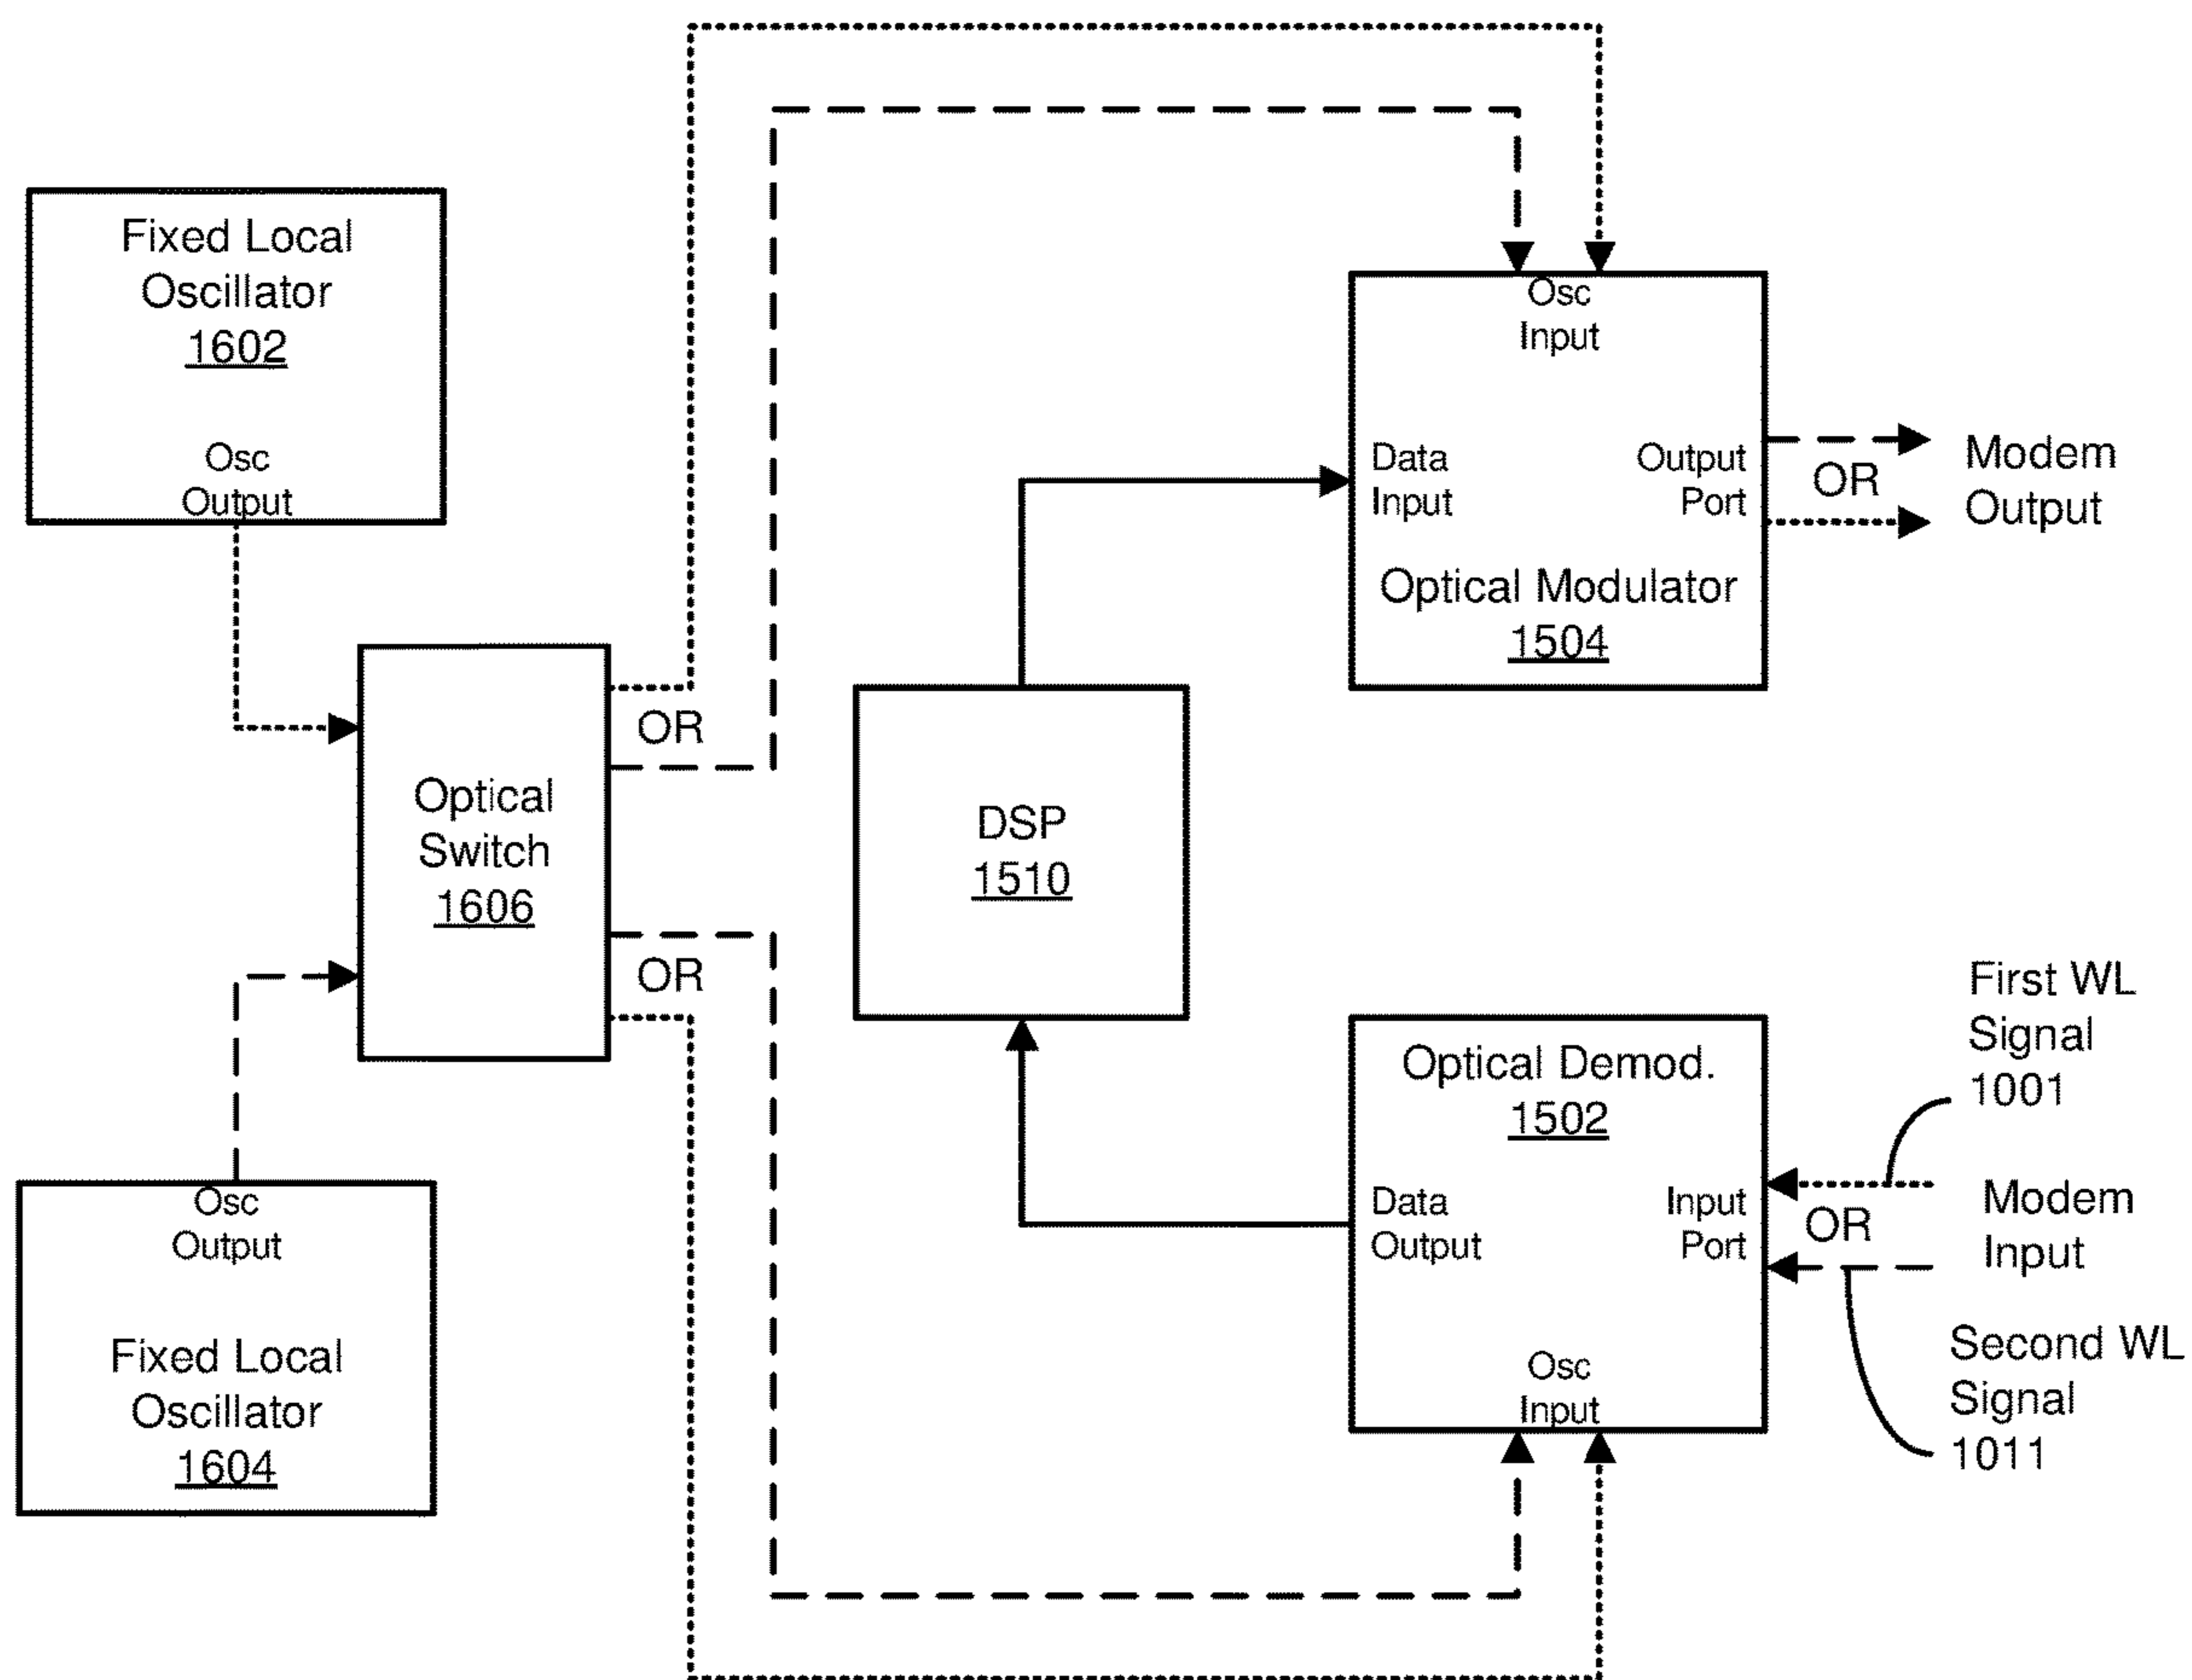 Fixed Local
Oscillator
1602
Osc
Output
Optical
Switch
1606
OR
OR
Osc
Output
Fixed Local
Oscillator
1604
DSP
1510
Osc
Input
Data
Input
Output
Port
Optical Modulator
1504
OR
Modem
Output
Optical Demod.
1502
Data
Output
Input
Port
Osc
Input
First WL
Signal
1001
OR
Modem
Input
Second WL
Signal
1011